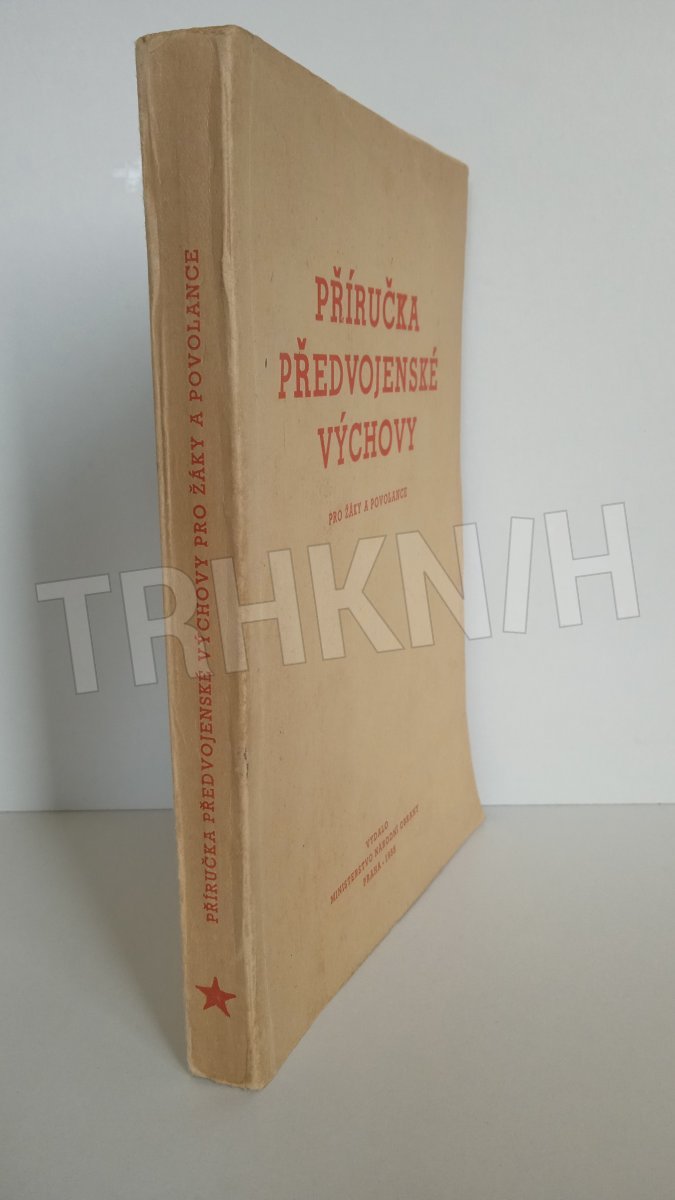 PŘÍRUČKA PŘEDVOJENSKÉ VÝCHOVY PRO ŽÁKY A POVOLANCE
PŘÍRUČKA
PŘEDVOJENSKÉ
VÝCHOVY
PRO ŽÁKY A POVOLANCE
TRHKNIH
VYDALO
MINISTERSTVO NÁRODNÍ OBRANY
PRAHA -